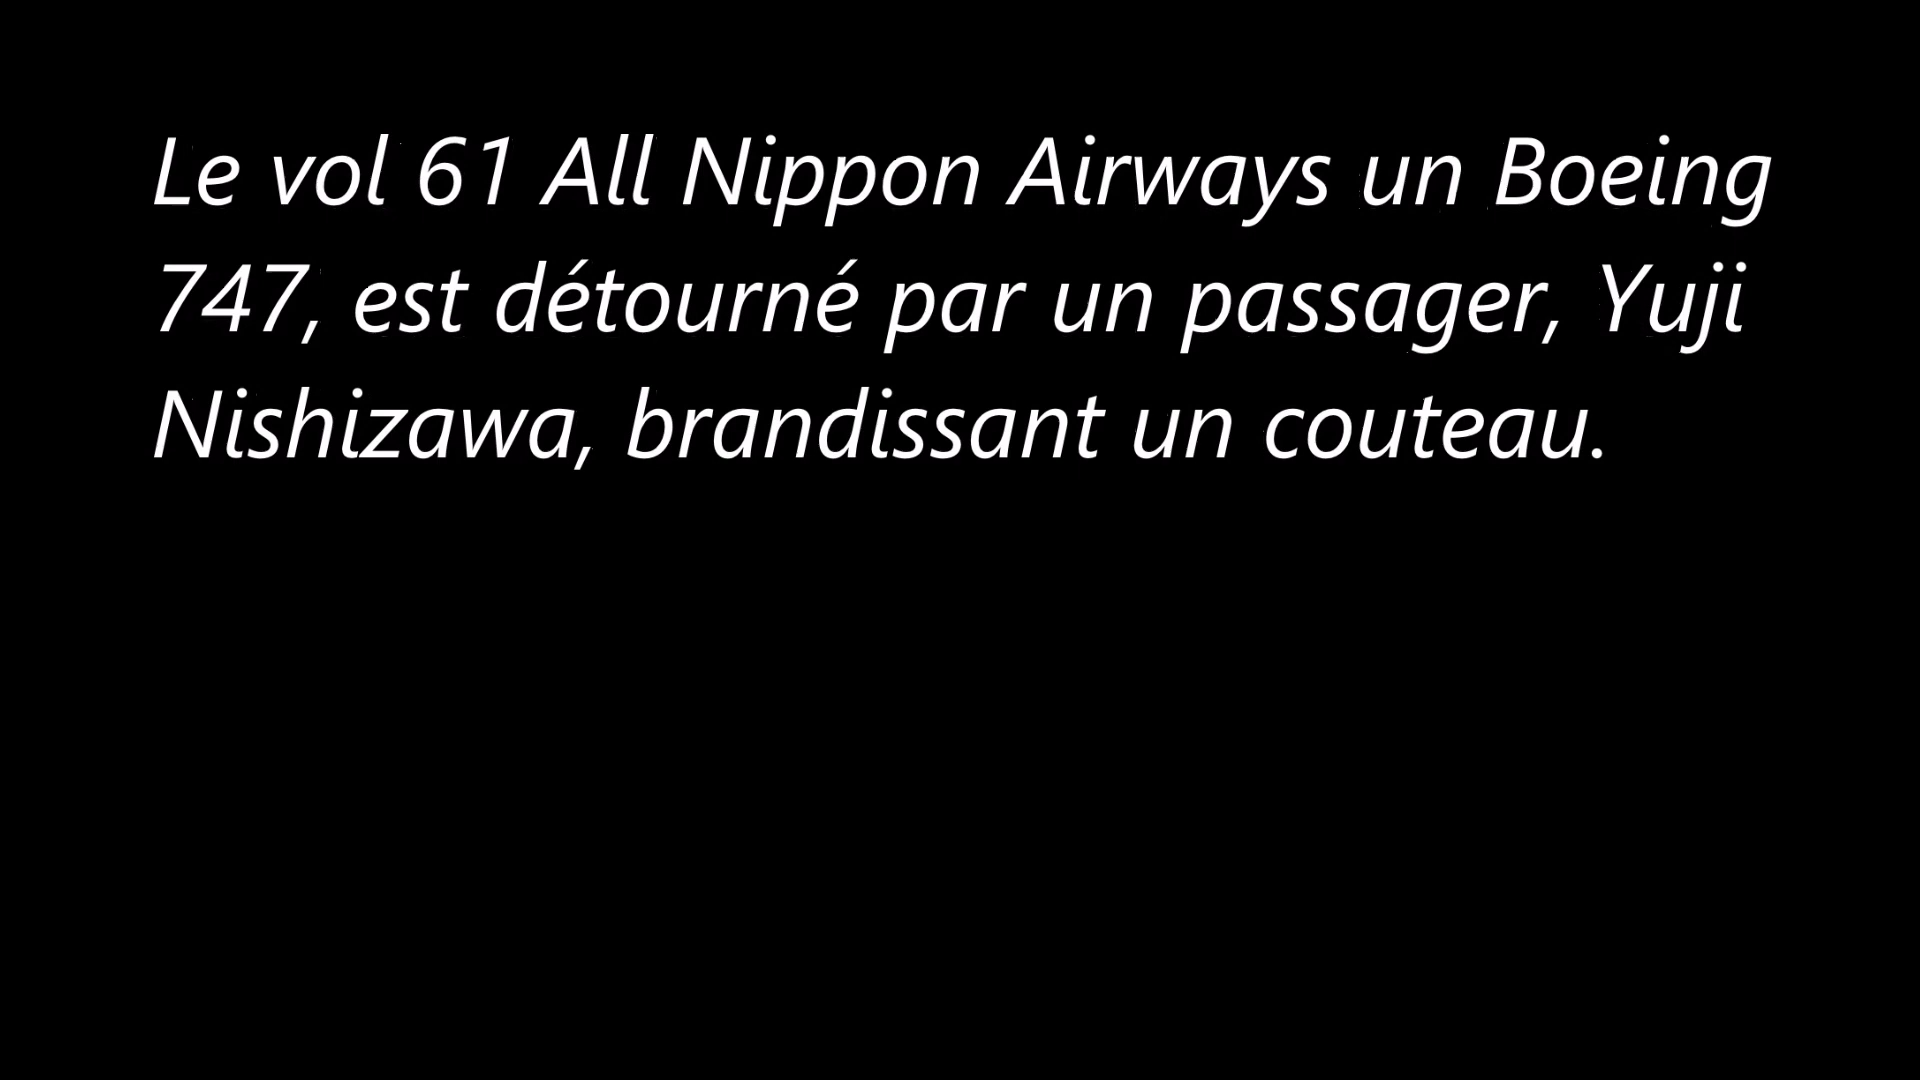 Le vol 61 All Nippon Airways un Boeing
747, est détourné par un passager, Yuji
Nishizawa, brandissant un couteau.